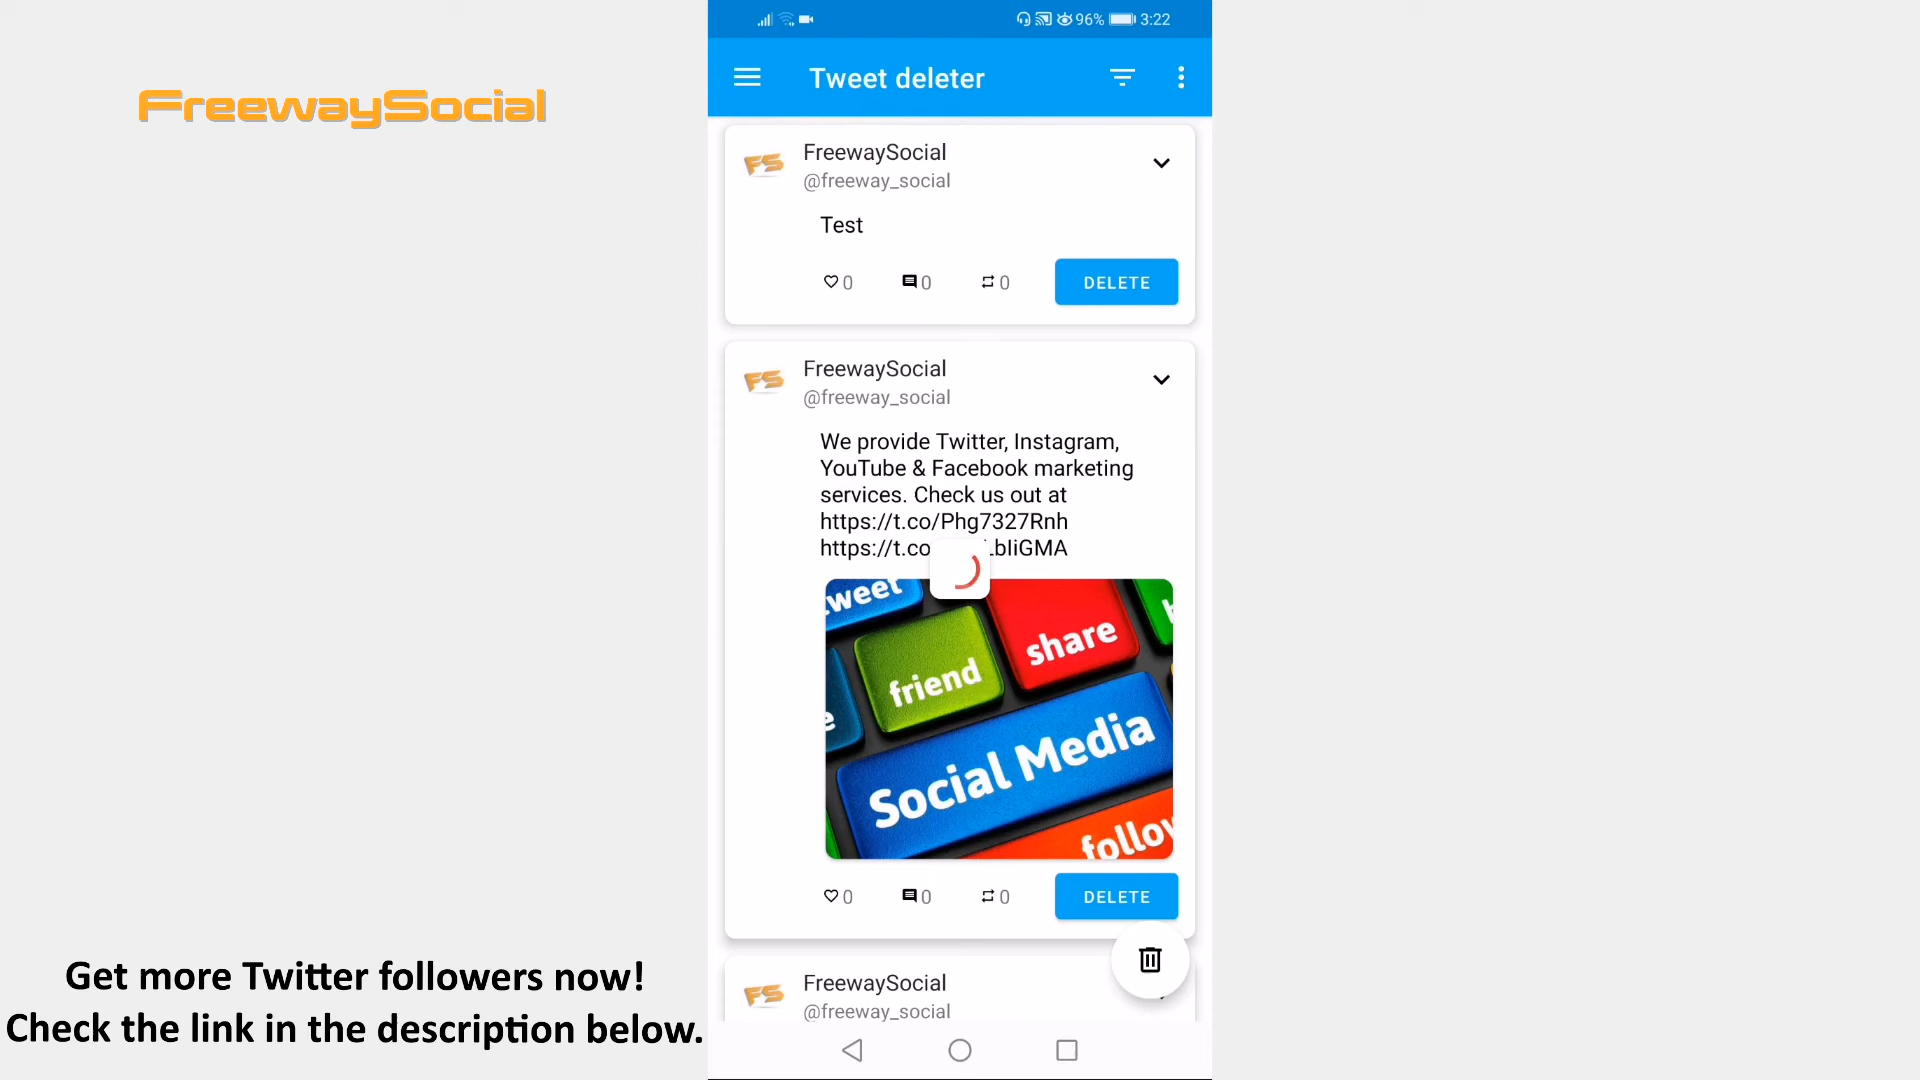 96% 3:22
Tweet deleter
FreewaySocial
FreewaySocial
@freeway_social
Test
0 0 0 DELETE
FreewaySocial
@freeway_social
We provide Twitter, Instagram,
YouTube & Facebook marketing
services. Check us out at
https://t.co/Phg7327Rnh
https://t.co
tweet
share
friend
Social Media
0 0 0 DELETE
FreewaySocial
@freeway_social
Get more Twitter followers now!
Check the link in the description below.